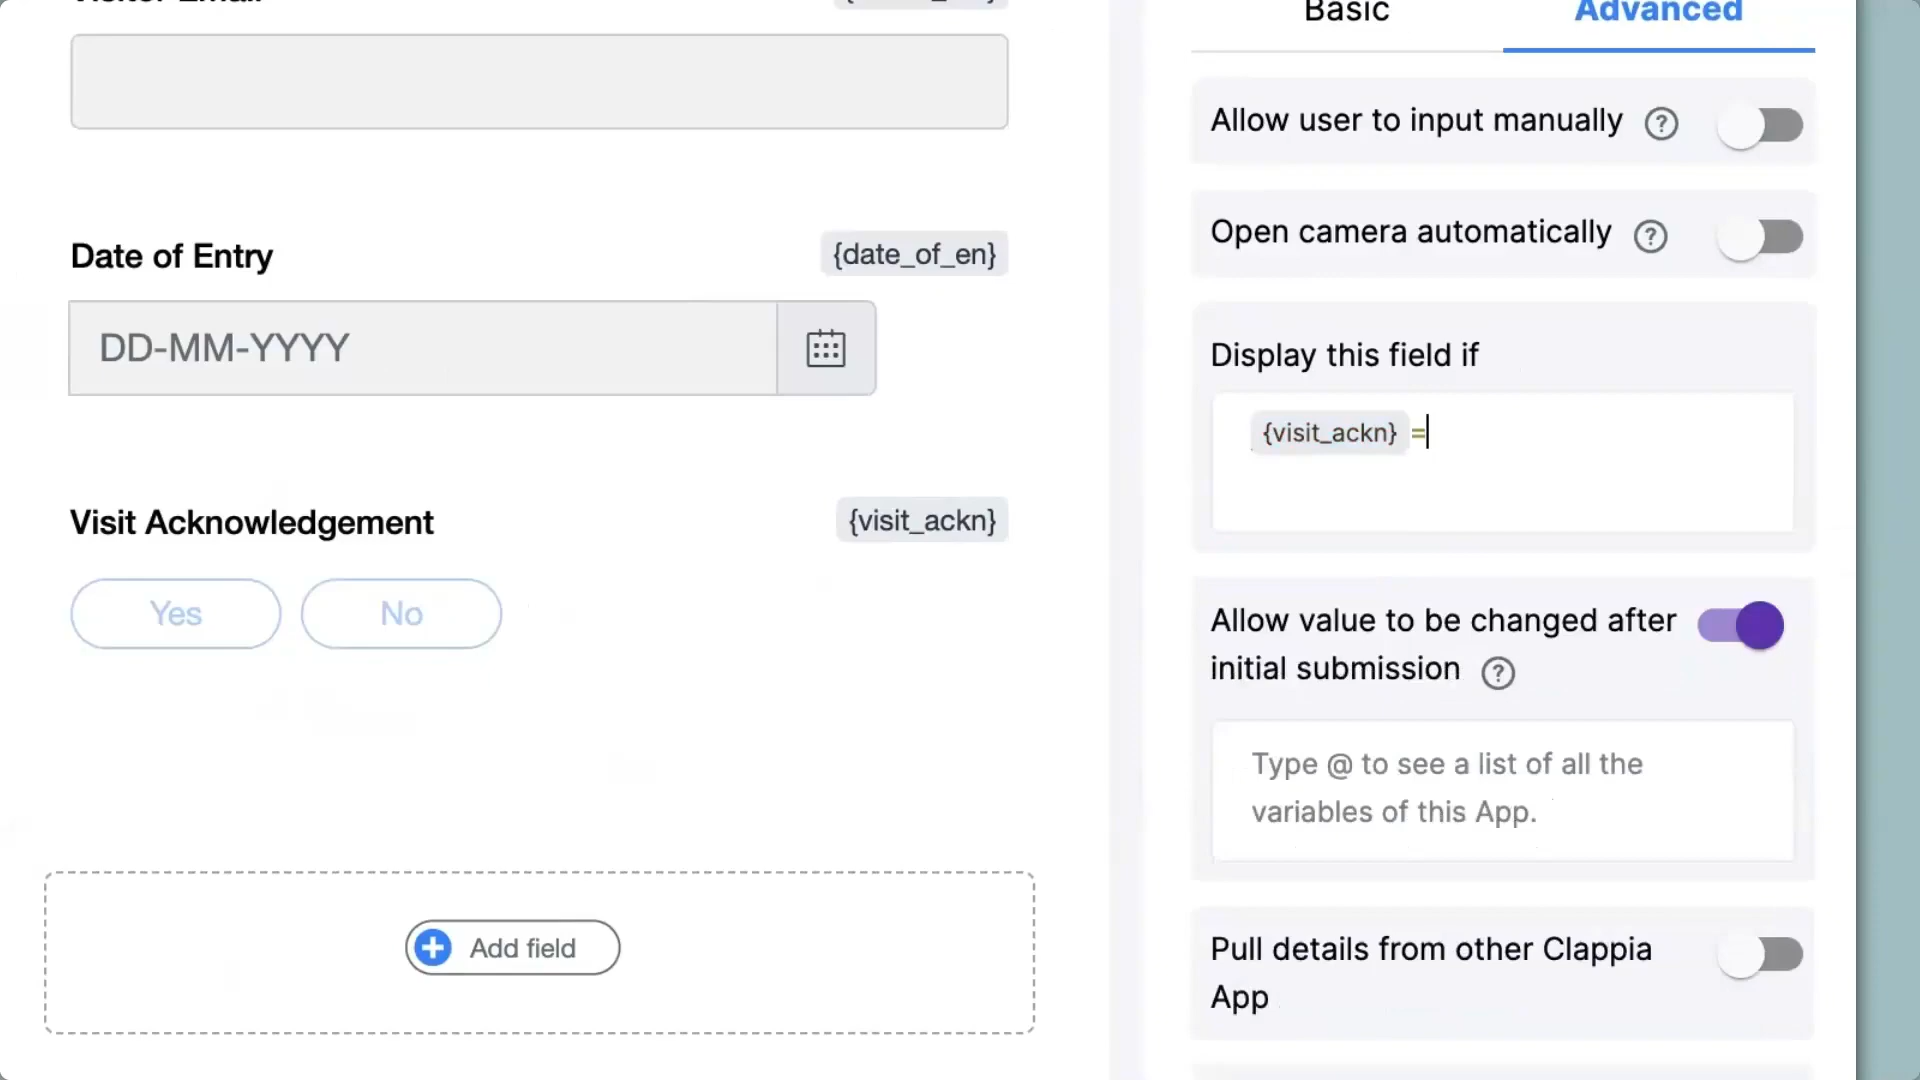 Basic
Advanced
Date of Entry
{date_of_en}
DD-MM-YYYY
Visit Acknowledgement
{visit_ackn}
Yes
No
Add field
Allow user to input manually
Open camera automatically
Display this field if
{visit_ackn} =
Allow value to be changed after
initial submission
Type @ to see a list of all the
variables of this App.
Pull details from other Clappia
App